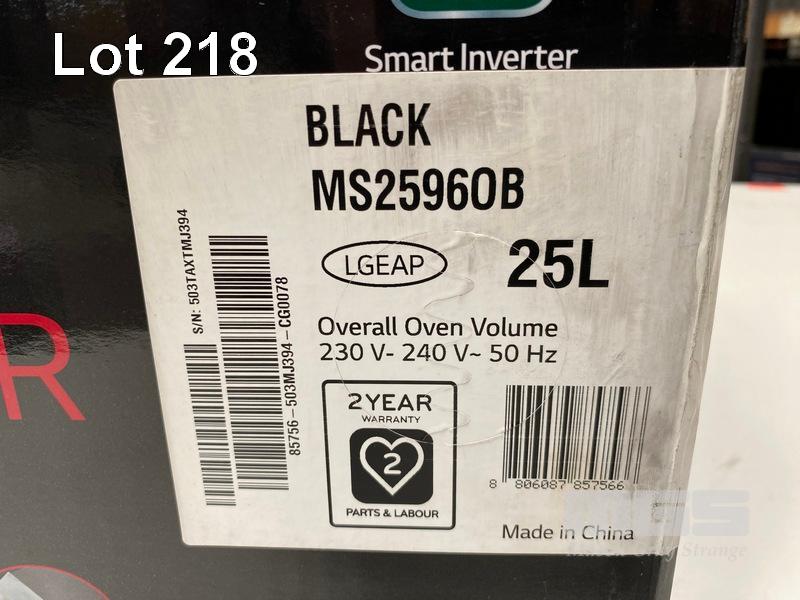 Lot 218
Smart Inverter
BLACK
MS2596OB
LGEAP
25L
Overall Oven Volume
230 V- 240 V~ 50 Hz
S/N: 503TAXTMJ394
85756-503MJ394-CG0078
2YEAR
WARRANTY
2
PARTS & LABOUR
8 806087 857566
Made in China
R
Strange